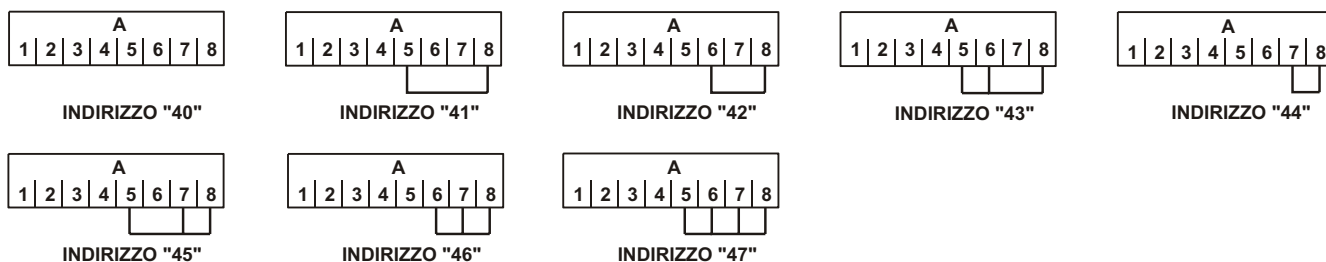 A A A A A
1 2 3 4 5 6 7 8 1 2 3 4 5 6 7 8 1 2 3 4 5 6 7 8 1 2 3 4 5 6 7 8 1 2 3 4 5 6 7 8
INDIRIZZO "40" INDIRIZZO "41" INDIRIZZO "42" INDIRIZZO "43" INDIRIZZO "44"
A A A
1 2 3 4 5 6 7 8 1 2 3 4 5 6 7 8 1 2 3 4 5 6 7 8
INDIRIZZO "45" INDIRIZZO "46" INDIRIZZO "47"